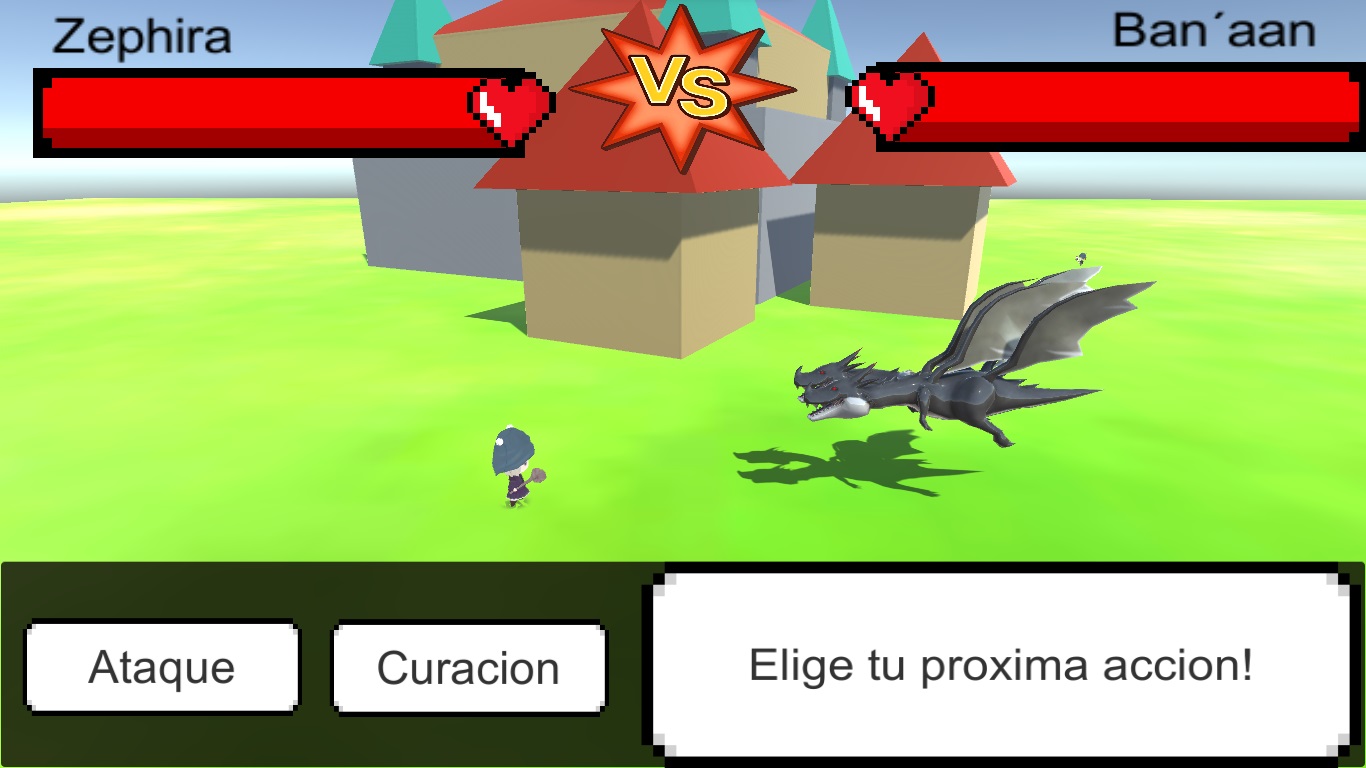 Zephira
VS
Ban´aan
Ataque
Curacion
Elige tu proxima accion!